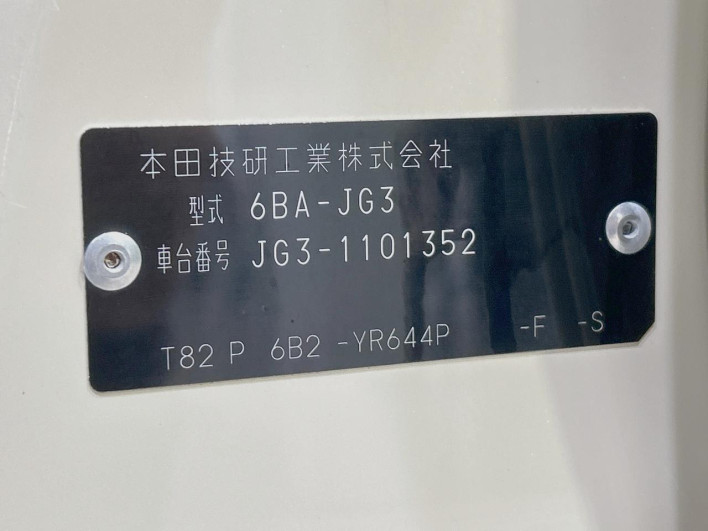 本田技研工業株式会社
型式 6BA-JG3
車台番号 JG3-1101352
T82 P 6B2 -YR644P -F -S